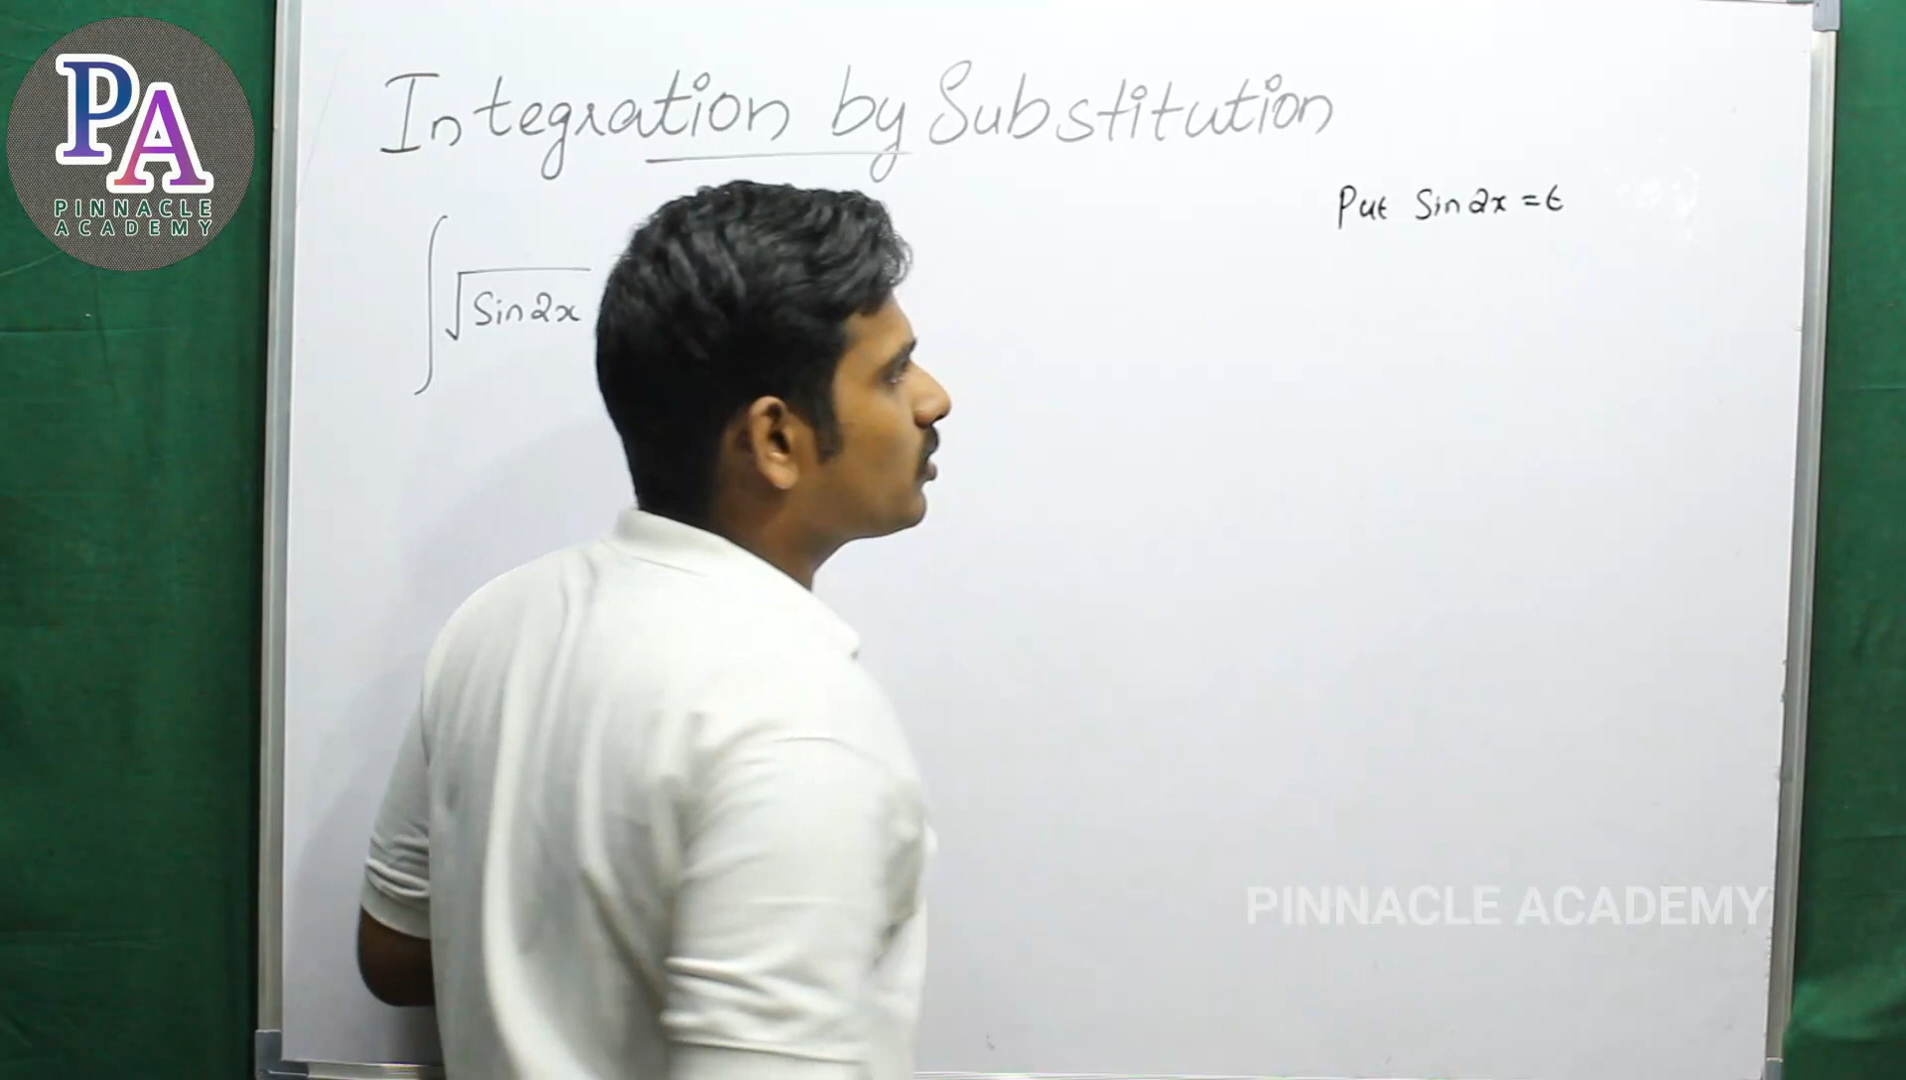 PA
PINNACLE
ACADEMY
Integration by Substitution
Put Sin2x = t
∫√Sin2x
PINNACLE ACADEMY